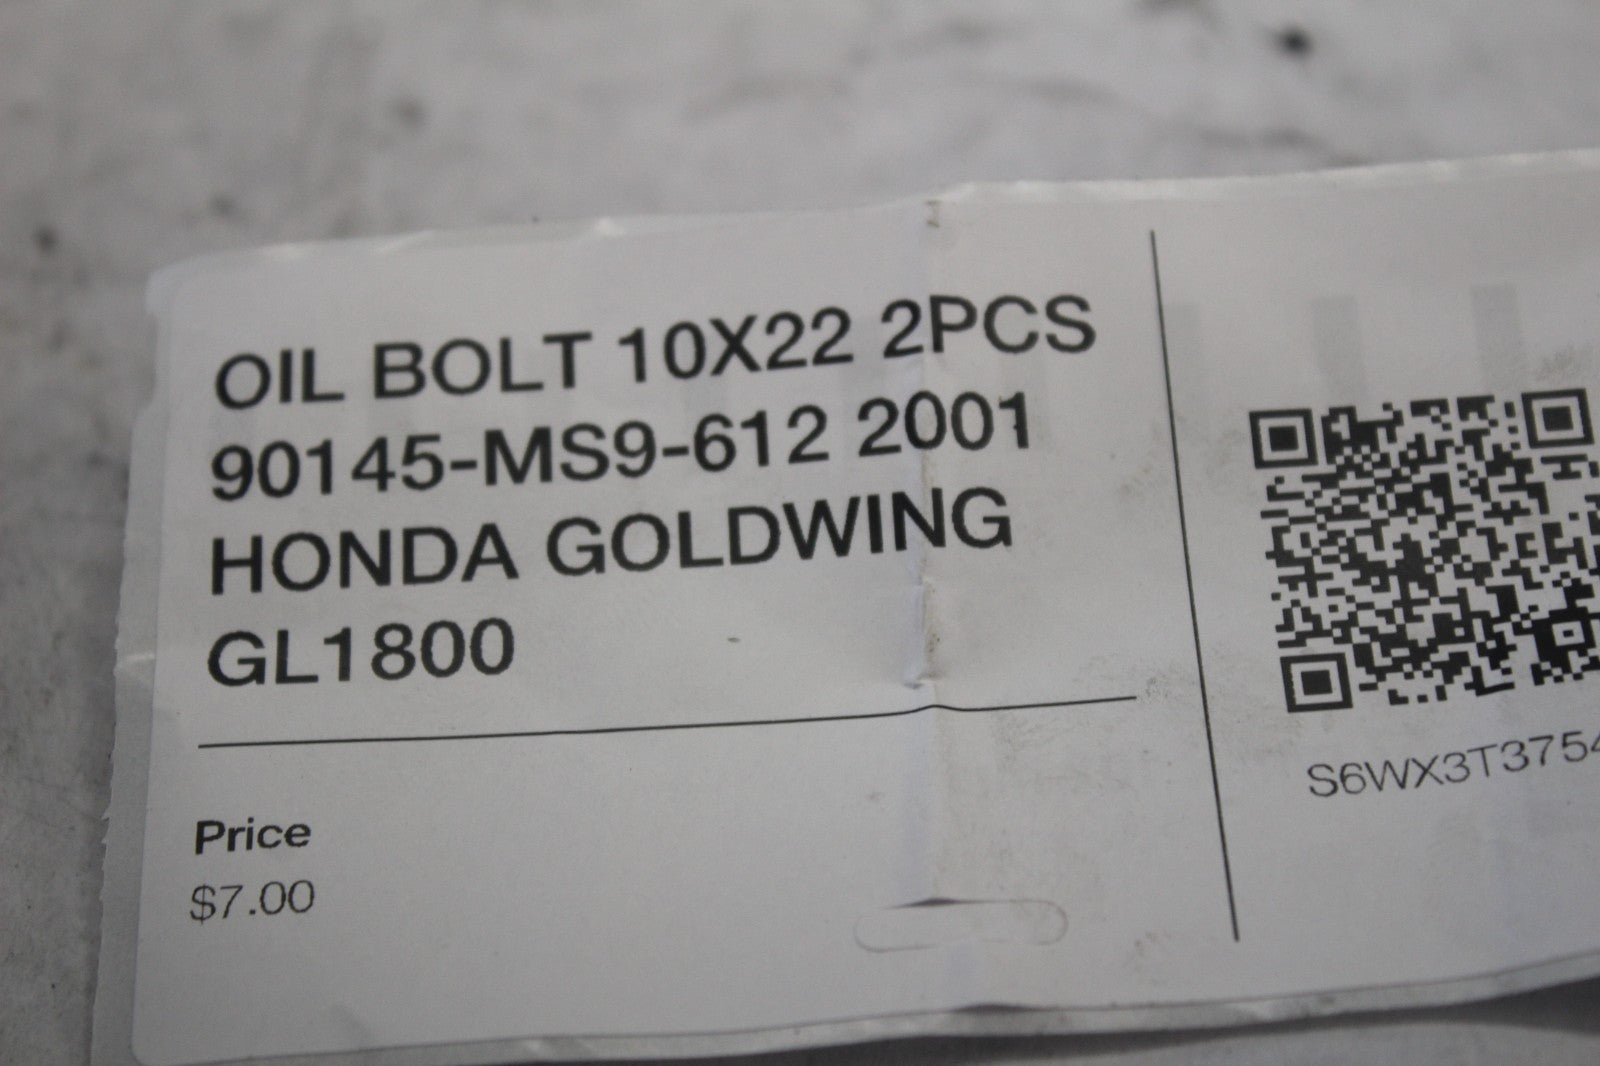 OIL BOLT 10X22 2PCS
90145-MS9-612 2001
HONDA GOLDWING
GL1800
Price
$7.00
S6WX3T3754